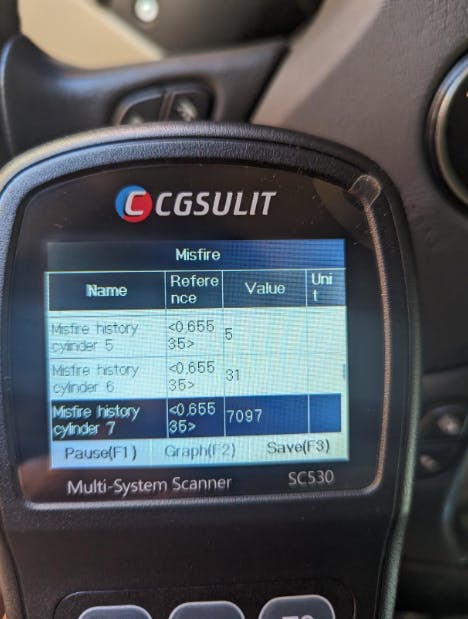 CGSULIT
Misfire
Name Refere nce Value Uni t
Misfire history cylinder 5 <0,655 35> 5
Misfire history cylinder 6 <0,655 35> 31
Misfire history cylinder 7 <0,655 35> 7097
Pause(F1) Graph(F2) Save(F3)
Multi-System Scanner SC530